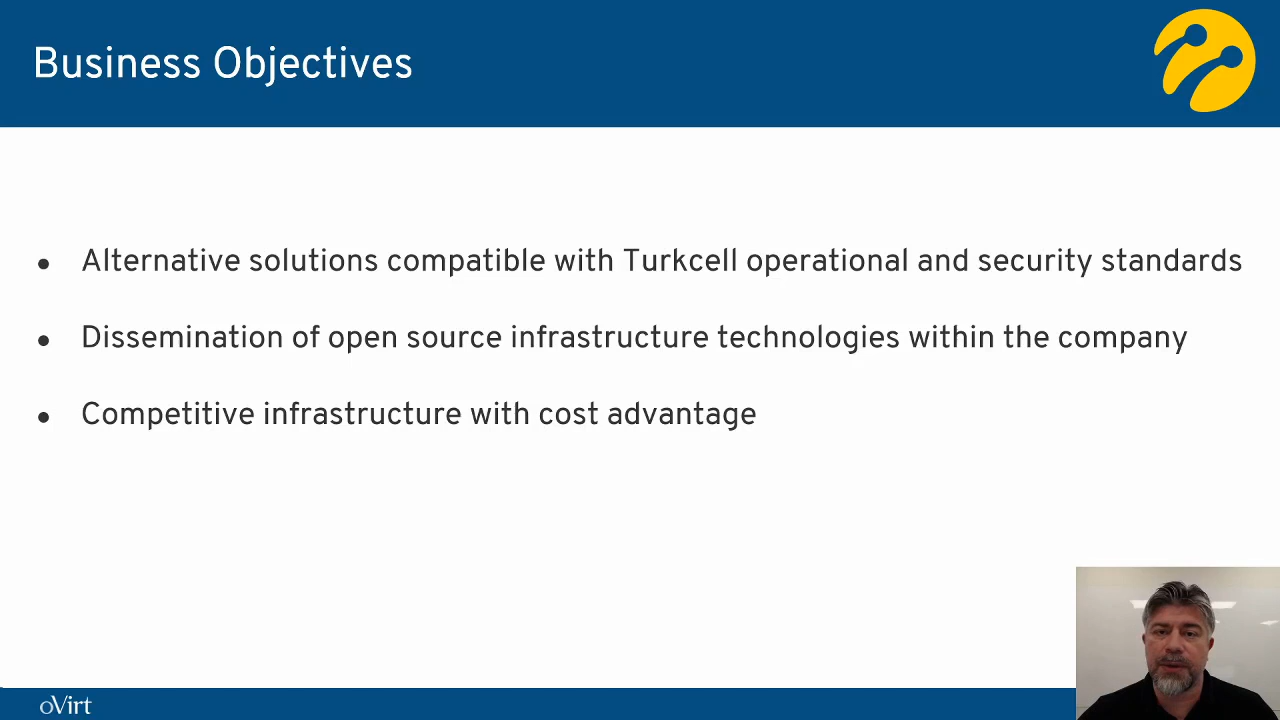 Business Objectives
● Alternative solutions compatible with Turkcell operational and security standards
● Dissemination of open source infrastructure technologies within the company
● Competitive infrastructure with cost advantage
oVirt